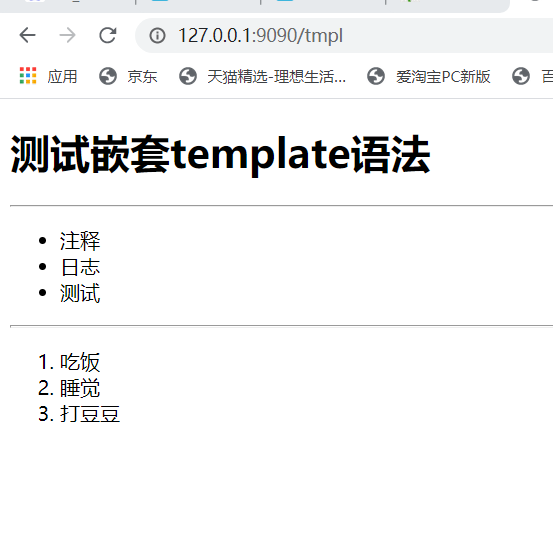 127.0.0.1:9090/tmpl
应用 京东 天猫精选-理想生活... 爱淘宝PC新版
测试嵌套template语法
注释
日志
测试
1. 吃饭
2. 睡觉
3. 打豆豆